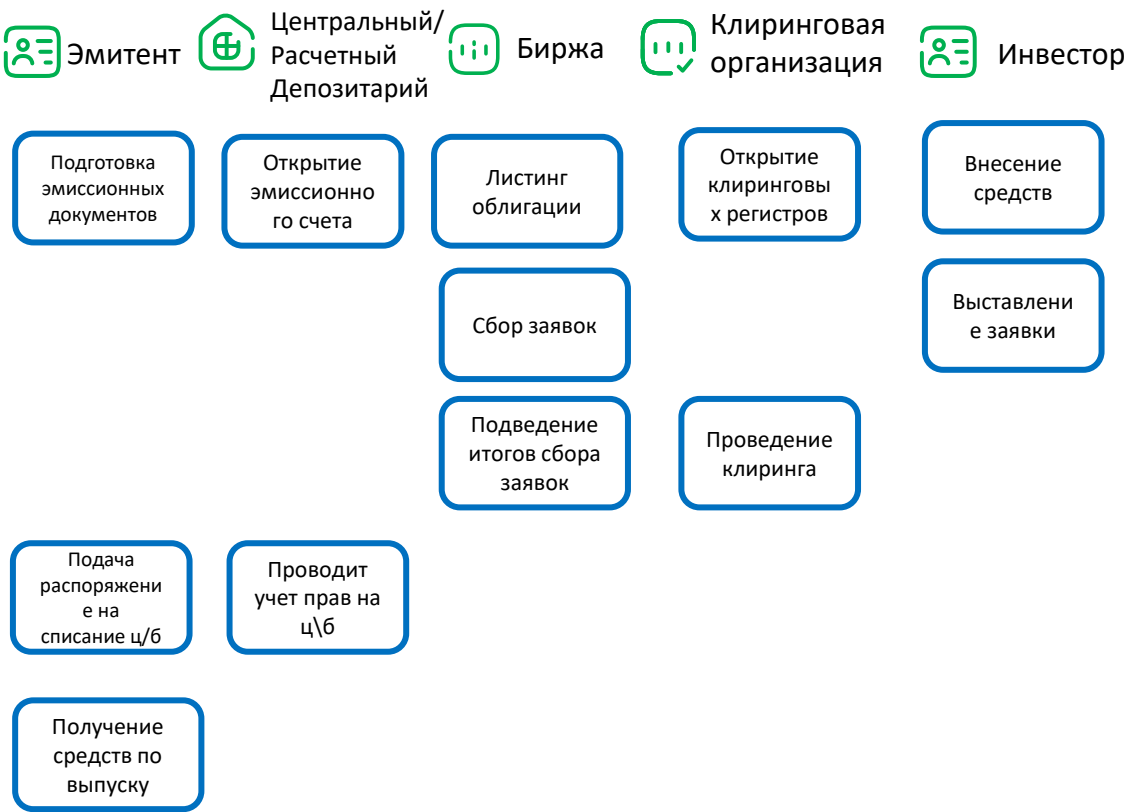 Эмитент
Центральный/
Расчетный
Депозитарий
Биржа
Клиринговая
организация
Инвестор
Подготовка
эмиссионных
документов
Открытие
эмиссионно
го счета
Листинг
облигации
Открытие
клиринговы
х регистров
Внесение
средств
Сбор заявок
Выставлени
е заявки
Подведение
итогов сбора
заявок
Проведение
клиринга
Подача
распоряжени
е на
списание ц/б
Проводит
учет прав на
ц\б
Получение
средств по
выпуску